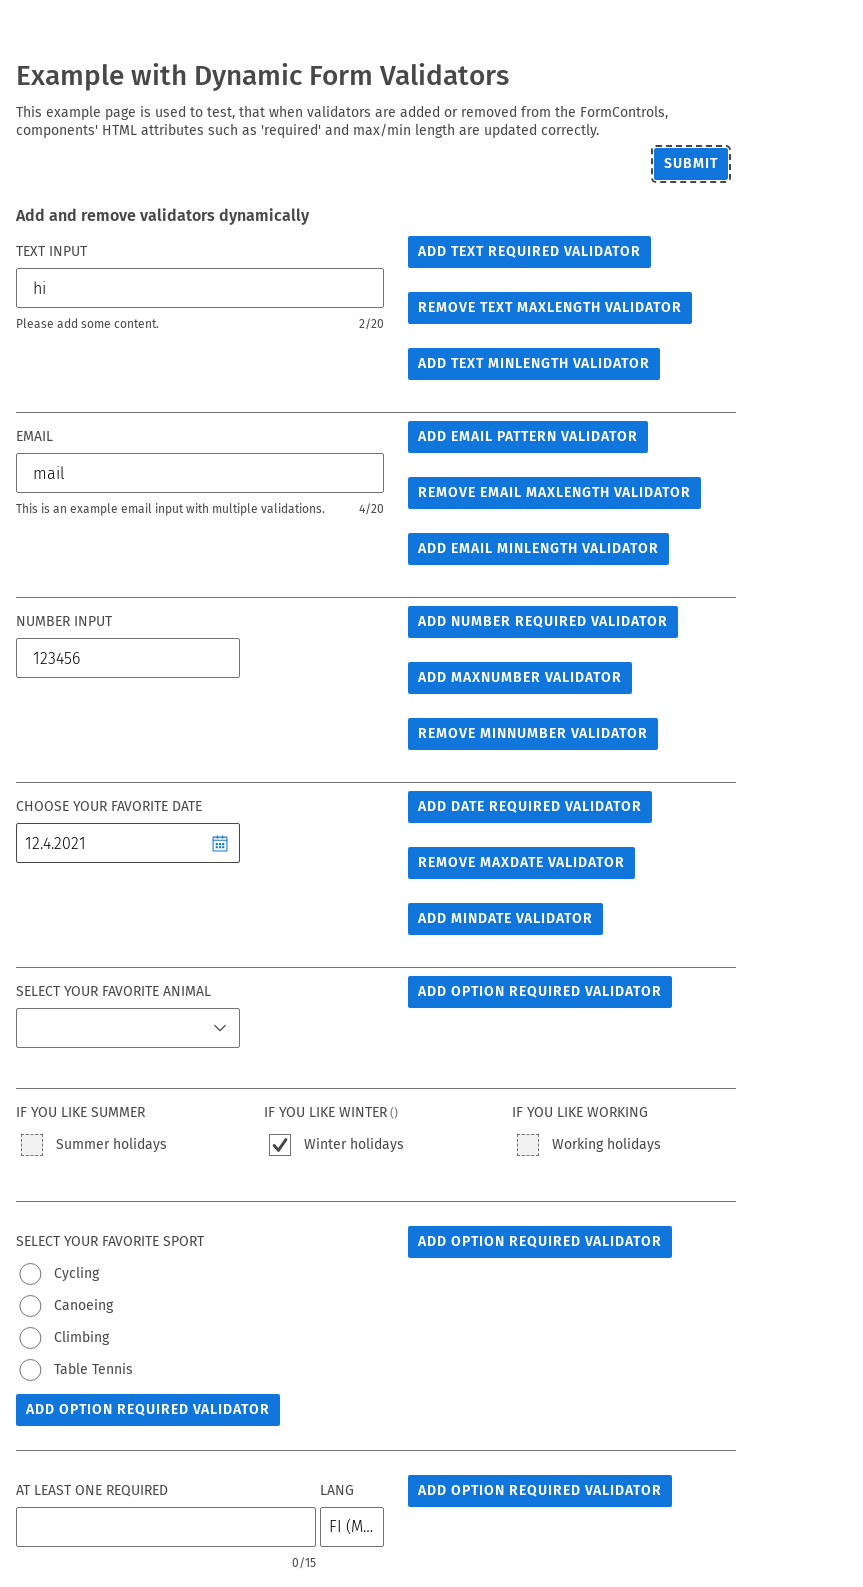 Example with Dynamic Form Validators
This example page is used to test, that when validators are added or removed from the FormControls,
components' HTML attributes such as 'required' and max/min length are updated correctly.
SUBMIT
Add and remove validators dynamically
TEXT INPUT
ADD TEXT REQUIRED VALIDATOR
hi
REMOVE TEXT MAXLENGTH VALIDATOR
Please add some content. 2/20
ADD TEXT MINLENGTH VALIDATOR
EMAIL
ADD EMAIL PATTERN VALIDATOR
mail
REMOVE EMAIL MAXLENGTH VALIDATOR
This is an example email input with multiple validations. 4/20
ADD EMAIL MINLENGTH VALIDATOR
NUMBER INPUT
ADD NUMBER REQUIRED VALIDATOR
123456
ADD MAXNUMBER VALIDATOR
REMOVE MINNUMBER VALIDATOR
CHOOSE YOUR FAVORITE DATE
ADD DATE REQUIRED VALIDATOR
12.4.2021
REMOVE MAXDATE VALIDATOR
ADD MINDATE VALIDATOR
SELECT YOUR FAVORITE ANIMAL
ADD OPTION REQUIRED VALIDATOR
IF YOU LIKE SUMMER
Summer holidays
IF YOU LIKE WINTER ()
Winter holidays
IF YOU LIKE WORKING
Working holidays
SELECT YOUR FAVORITE SPORT
ADD OPTION REQUIRED VALIDATOR
Cycling
Canoeing
Climbing
Table Tennis
ADD OPTION REQUIRED VALIDATOR
AT LEAST ONE REQUIRED
LANG
ADD OPTION REQUIRED VALIDATOR
FI (M...
0/15